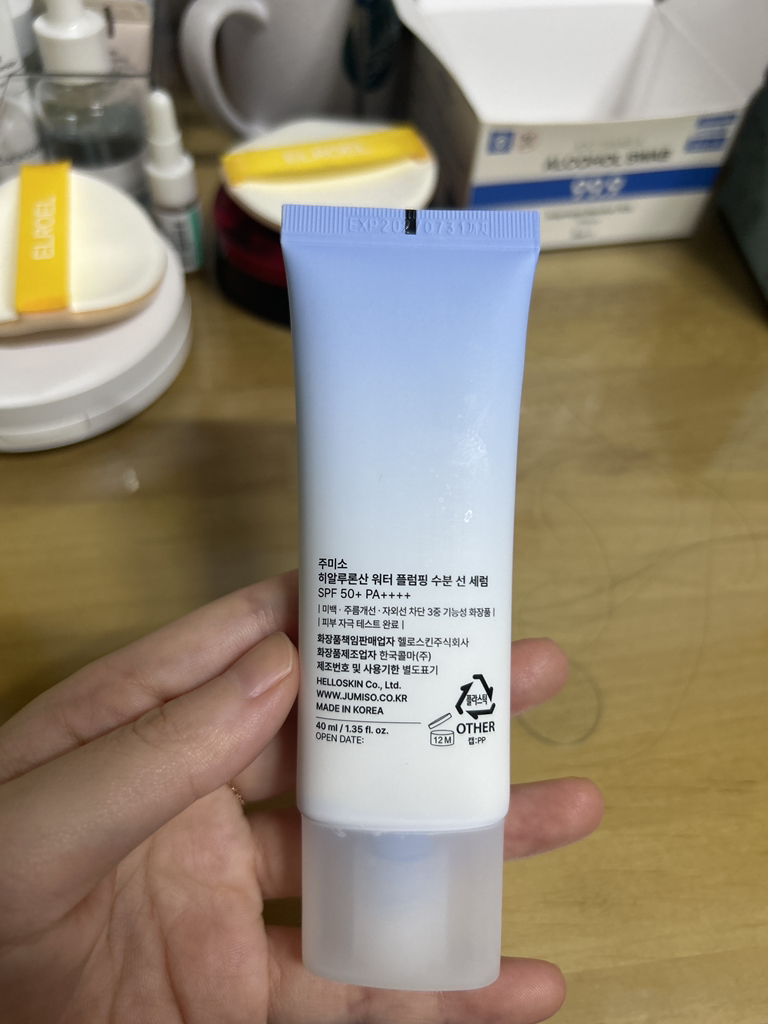 ELROEL
ELROEL
ALCOHOL SWAB
주미소
히알루론산 워터 플럼핑 수분 선 세럼
SPF 50+ PA++++
| 미백 · 주름개선 · 자외선 차단 3중 기능성 화장품 |
| 피부 자극 테스트 완료 |
화장품책임판매업자 헬로스킨주식회사
화장품제조업자 한국콜마(주)
제조번호 및 사용기한 별도표기
HELLOSKIN Co., Ltd.
WWW.JUMISO.CO.KR
MADE IN KOREA
40 ml / 1.35 fl. oz.
OPEN DATE:
12 M
플라스틱
OTHER
캡:PP